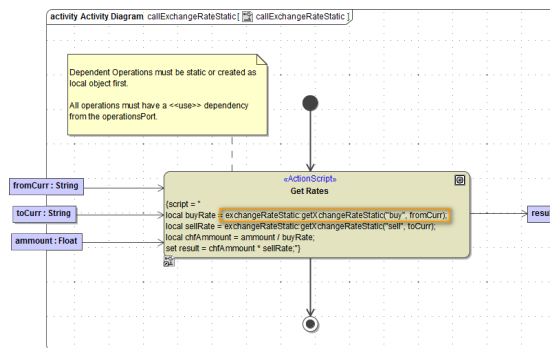 activity Activity Diagram callExchangeRateStatic[ callExchangeRateStatic ]
Dependent Operations must be static or created as
local object first.
All operations must have a <<use>> dependency
from the operationsPort.
fromCurr : String
toCurr : String
ammount : Float
«ActionScript»
Get Rates
{script = "
local buyRate = exchangeRateStatic:getXchangeRateStatic("buy", fromCurr);
local sellRate = exchangeRateStatic:getXchangeRateStatic("sell", toCurr);
local chfAmmount = ammount / buyRate;
set result = chfAmmount * sellRate;"}
resul